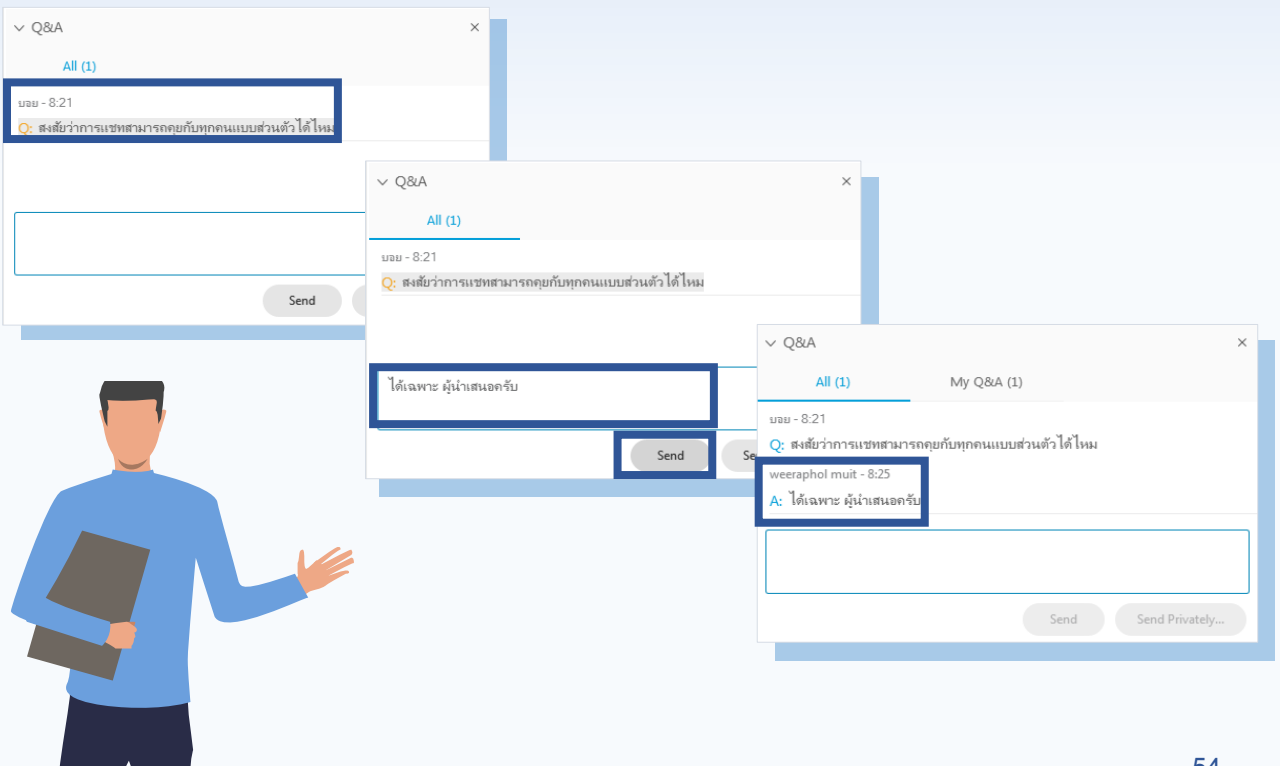 Q&A
All (1)
บอย - 8:21
Q: สงสัยว่าการแชทสามารถคุยกับทุกคนแบบส่วนตัวได้ไหม
Send
Q&A
All (1)
บอย - 8:21
Q: สงสัยว่าการแชทสามารถคุยกับทุกคนแบบส่วนตัวได้ไหม
ได้เฉพาะ ผู้นำเสนอครับ
Send
Se
Q&A
All (1) My Q&A (1)
บอย - 8:21
Q: สงสัยว่าการแชทสามารถคุยกับทุกคนแบบส่วนตัวได้ไหม
weeraphol muit - 8:25
A: ได้เฉพาะ ผู้นำเสนอครับ
Send Send Privately...
54